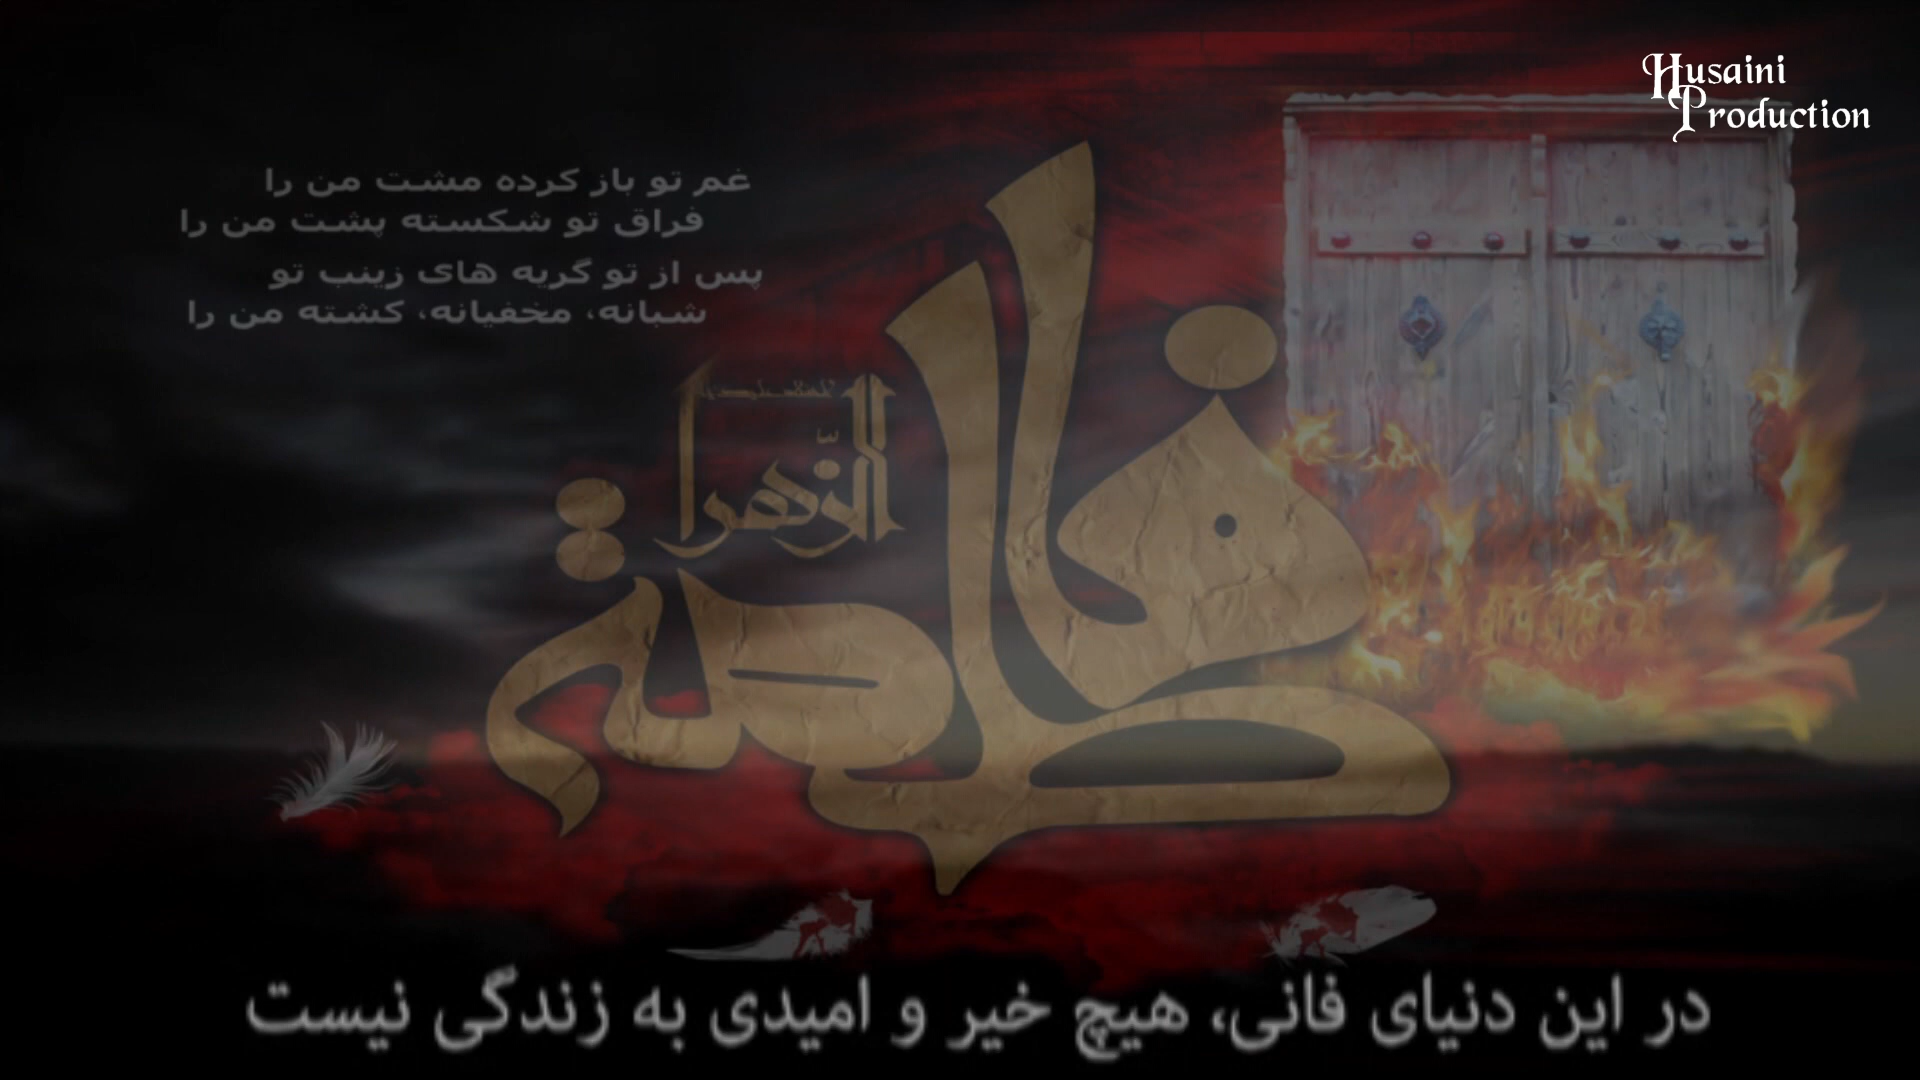 Husaini
Production
غم تو باز کرده مشت من را
فراق تو شکسته پشت من را
پس از تو گریه های زینب تو
شبانه، مخفیانه، کشته من را
الزهرا
فاطمة
در این دنیای فانی، هیچ خیر و امیدی به زندگی نیست